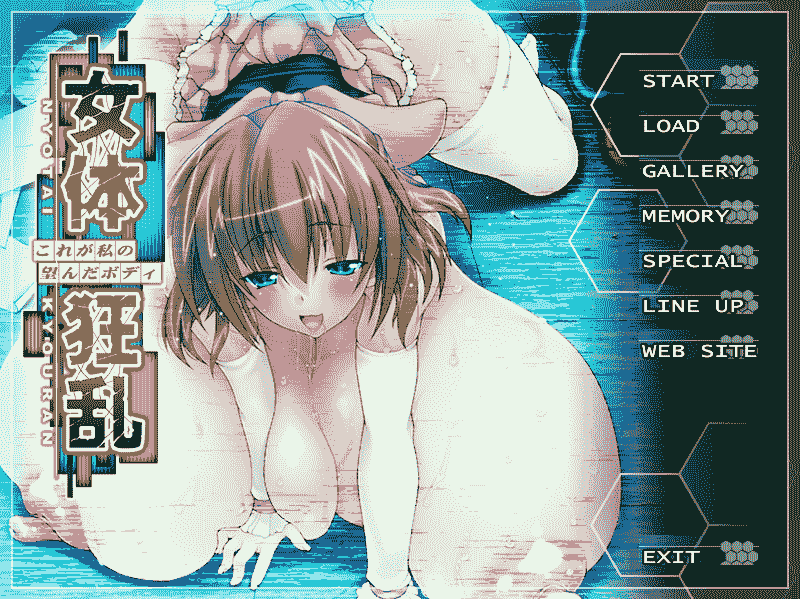 女体
NYOTAI
これが私の
望んだボディ
狂乱
KYOURAN
START
LOAD
GALLERY
MEMORY
SPECIAL
LINE UP
WEB SITE
EXIT